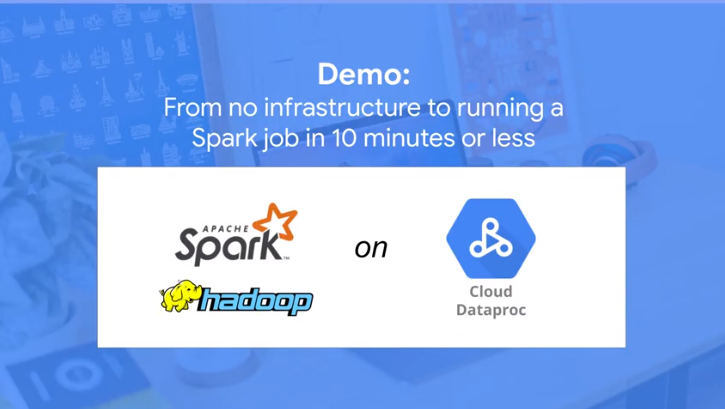 Demo:
From no infrastructure to running a
Spark job in 10 minutes or less
APACHE
Spark™
on
hadoop
Cloud
Dataproc